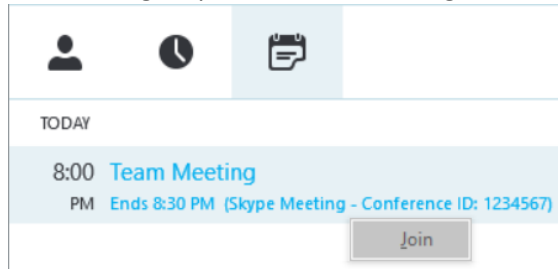 TODAY
8:00 Team Meeting
PM Ends 8:30 PM (Skype Meeting - Conference ID: 1234567)
Join